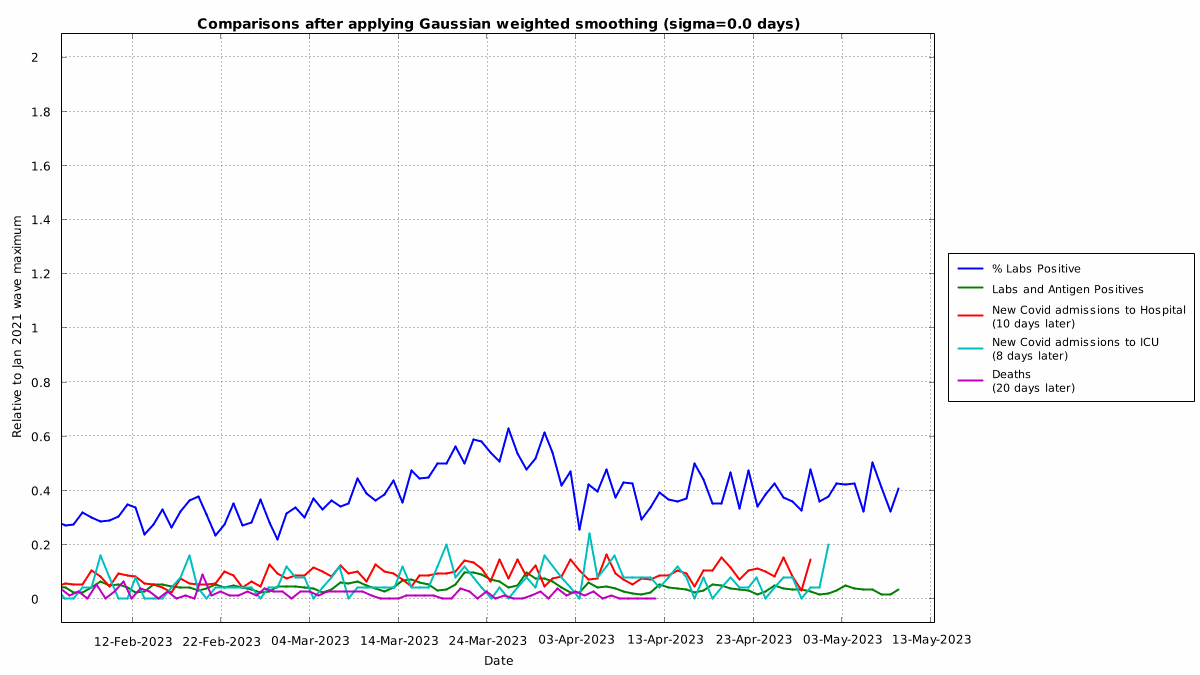 Comparisons after applying Gaussian weighted smoothing (sigma=0.0 days)
Relative to Jan 2021 wave maximum
2
1.8
1.6
1.4
1.2
1
0.8
0.6
0.4
0.2
0
12-Feb-2023 22-Feb-2023 04-Mar-2023 14-Mar-2023 24-Mar-2023 03-Apr-2023 13-Apr-2023 23-Apr-2023 03-May-2023 13-May-2023
Date
% Labs Positive
Labs and Antigen Positives
New Covid admissions to Hospital
(10 days later)
New Covid admissions to ICU
(8 days later)
Deaths
(20 days later)